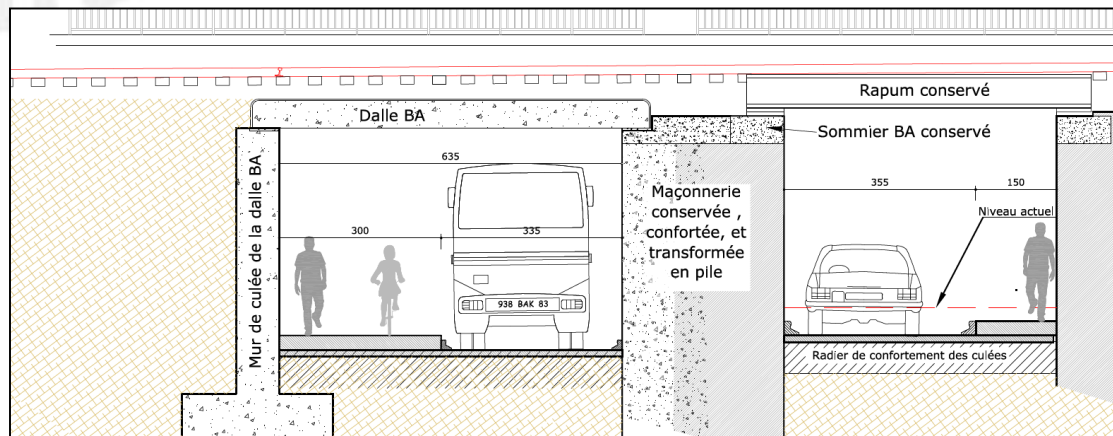 Rapum conservé
Dalle BA
Sommier BA conservé
635
Mur de culée de la dalle BA
Maçonnerie
conservée ,
confortée, et
transformée
en pile
355
150
Niveau actuel
300
335
938 BAK 83
Radier de confortement des culées